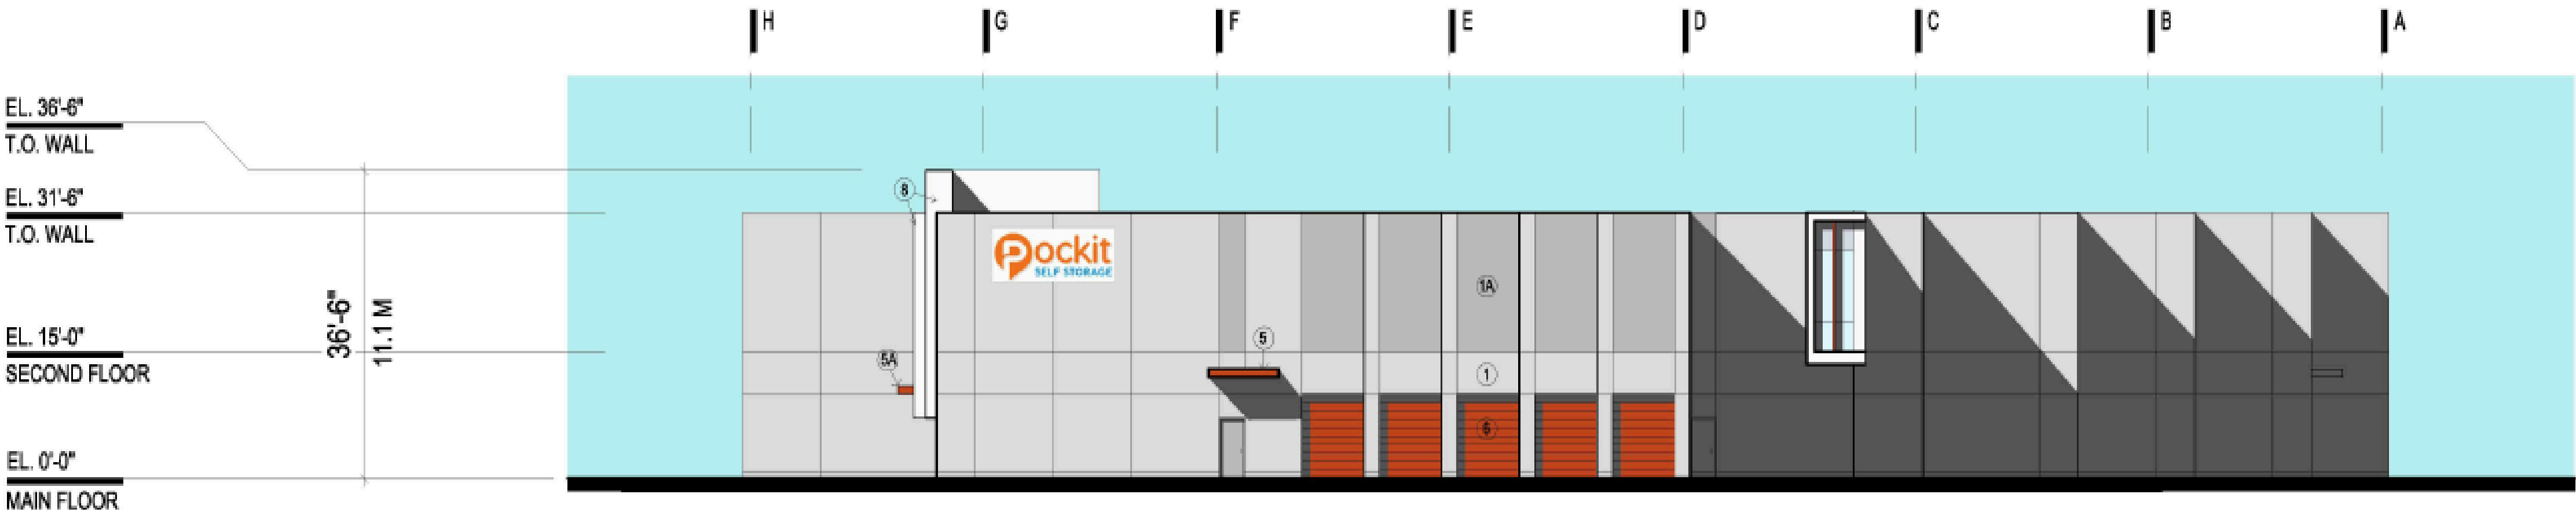 H G F E D C B A
EL. 36'-6"
T.O. WALL
EL. 31'-6"
T.O. WALL
EL. 15'-0"
SECOND FLOOR
EL. 0'-0"
MAIN FLOOR
36'-6"
11.1 M
8
Pockit
SELF STORAGE
1A
5
5A
1
6